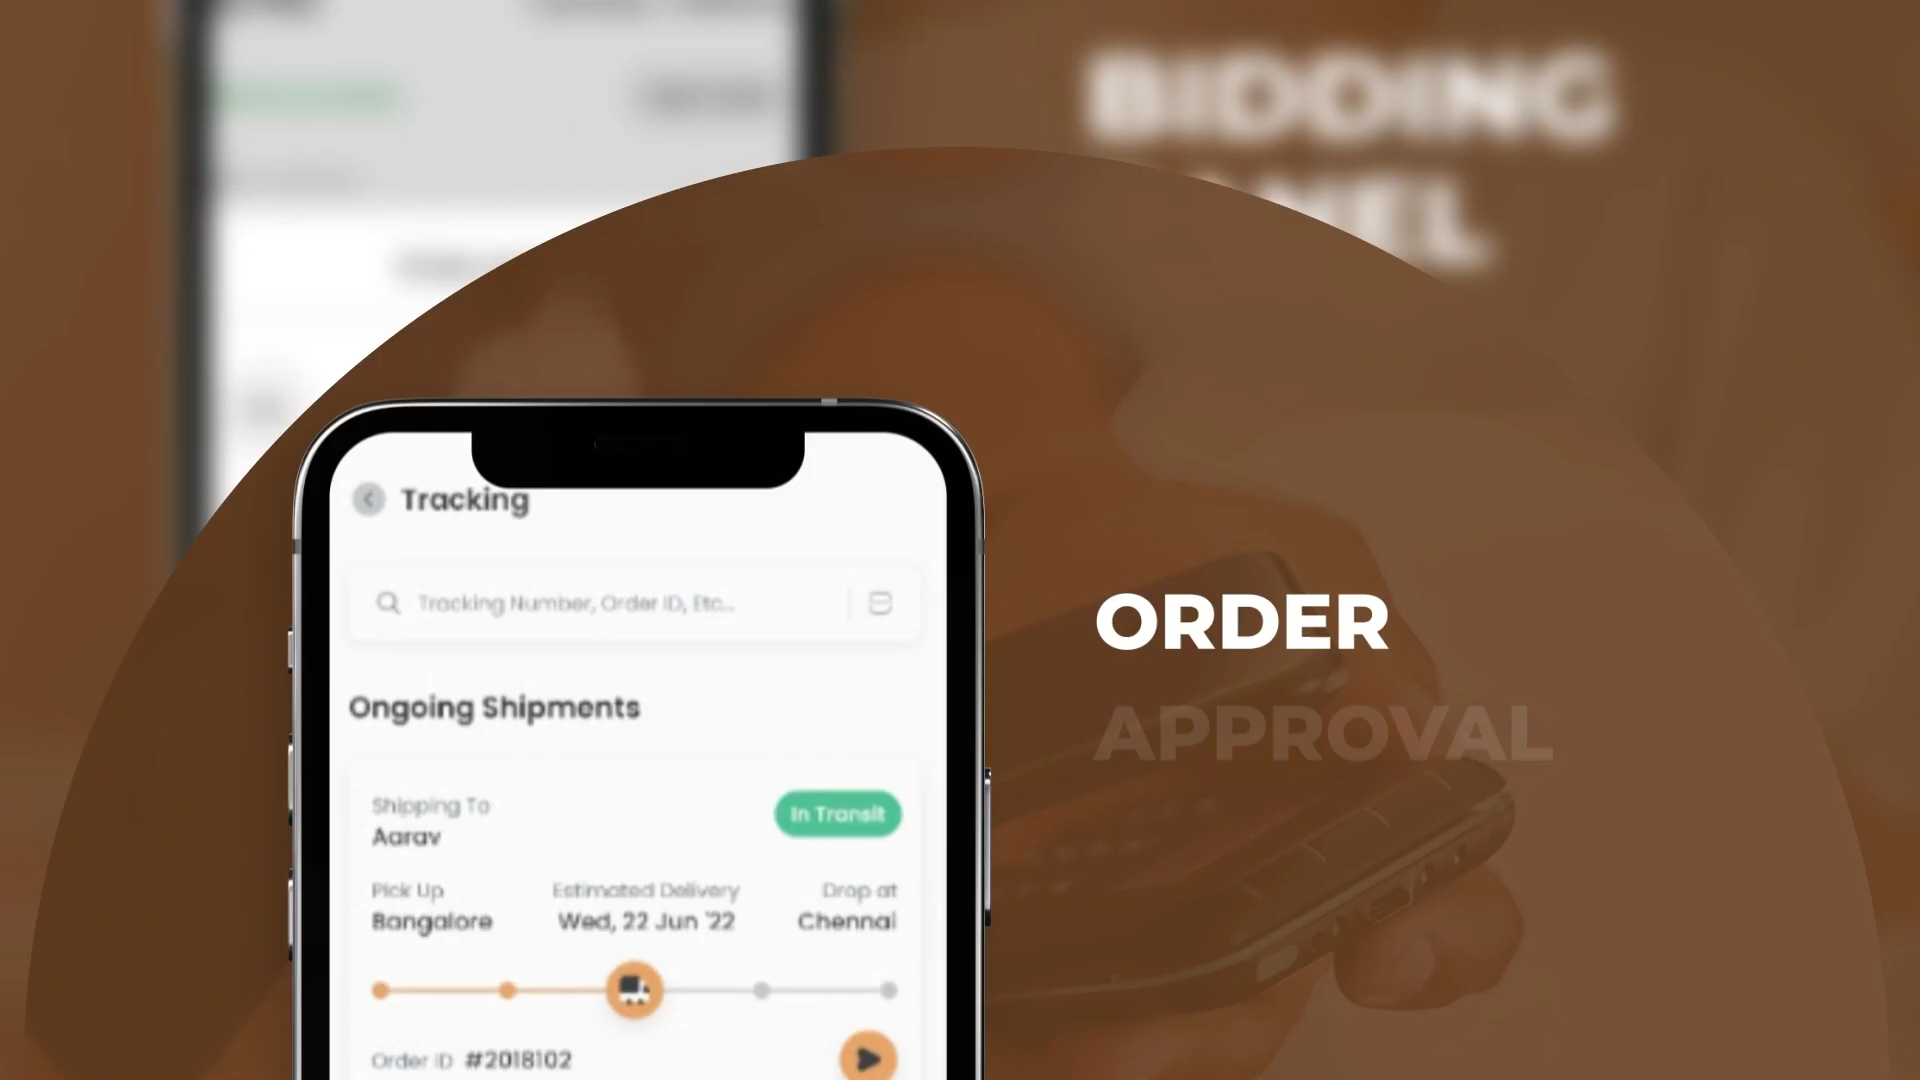 BIDDING
Tracking
Tracking Number, Order ID, Etc...
Ongoing Shipments
Shipping To
Aarav
In Transit
Pick Up
Bangalore
Estimated Delivery
Wed, 22 Jun '22
Drop at
Chennai
Order ID #2018102
ORDER
APPROVAL